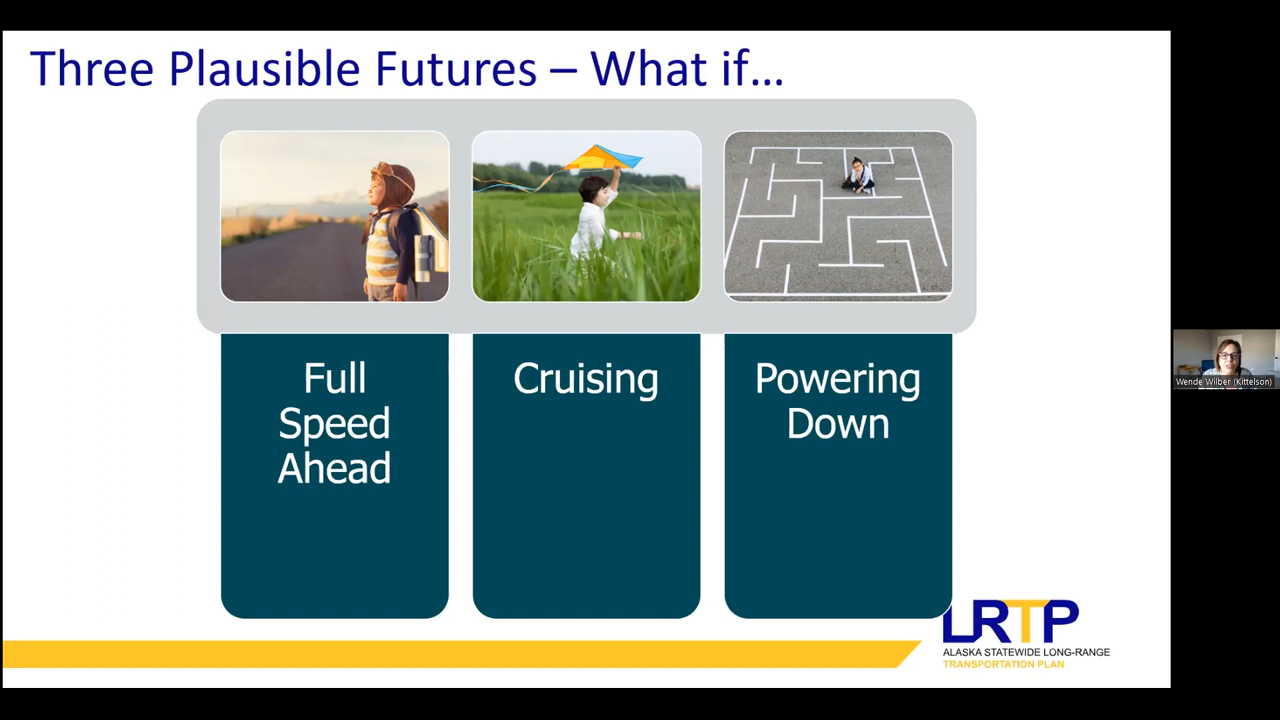 Three Plausible Futures – What if…
Full
Speed
Ahead
Cruising
Powering
Down
Wende Wilber (Kittelson)
LRTP
ALASKA STATEWIDE LONG-RANGE
TRANSPORTATION PLAN